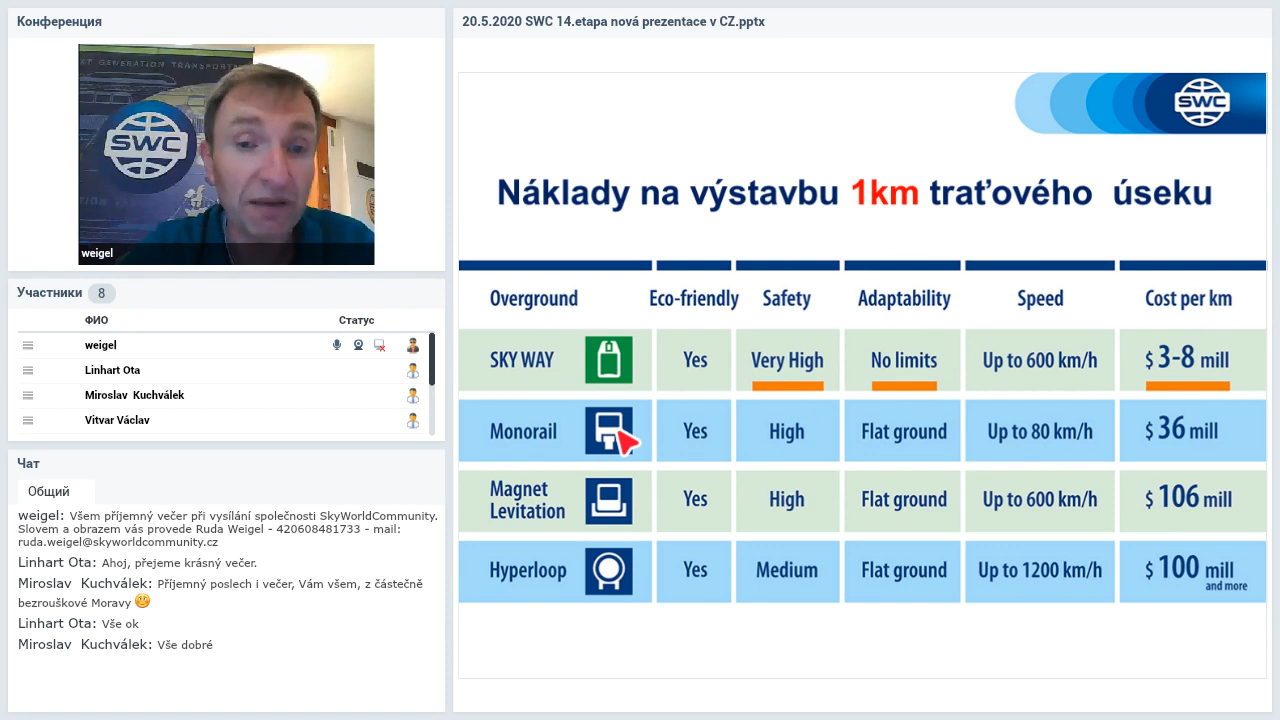 Конференция
NEXT GENERATION TRANSPORT
SWC
weigel
Участники 8
ФИО Статус
weigel
Linhart Ota
Miroslav Kuchválek
Vitvar Václav
Чат
Общий
weigel: Všem příjemný večer při vysílání společnosti SkyWorldCommunity.
Slovem a obrazem vás provede Ruda Weigel - 420608481733 - mail:
ruda.weigel@skyworldcommunity.cz
Linhart Ota: Ahoj, přejeme krásný večer.
Miroslav Kuchválek: Příjemný poslech i večer, Vám všem, z částečně
bezrouškové Moravy
Linhart Ota: Vše ok
Miroslav Kuchválek: Vše dobré
20.5.2020 SWC 14.etapa nová prezentace v CZ.pptx
SWC
Náklady na výstavbu 1km traťového úseku
Overground Eco-friendly Safety Adaptability Speed Cost per km
SKY WAY Yes Very High No limits Up to 600 km/h $ 3-8 mill
Monorail Yes High Flat ground Up to 80 km/h $ 36 mill
Magnet
Levitation Yes High Flat ground Up to 600 km/h $ 106 mill
Hyperloop Yes Medium Flat ground Up to 1200 km/h $ 100 mill
and more